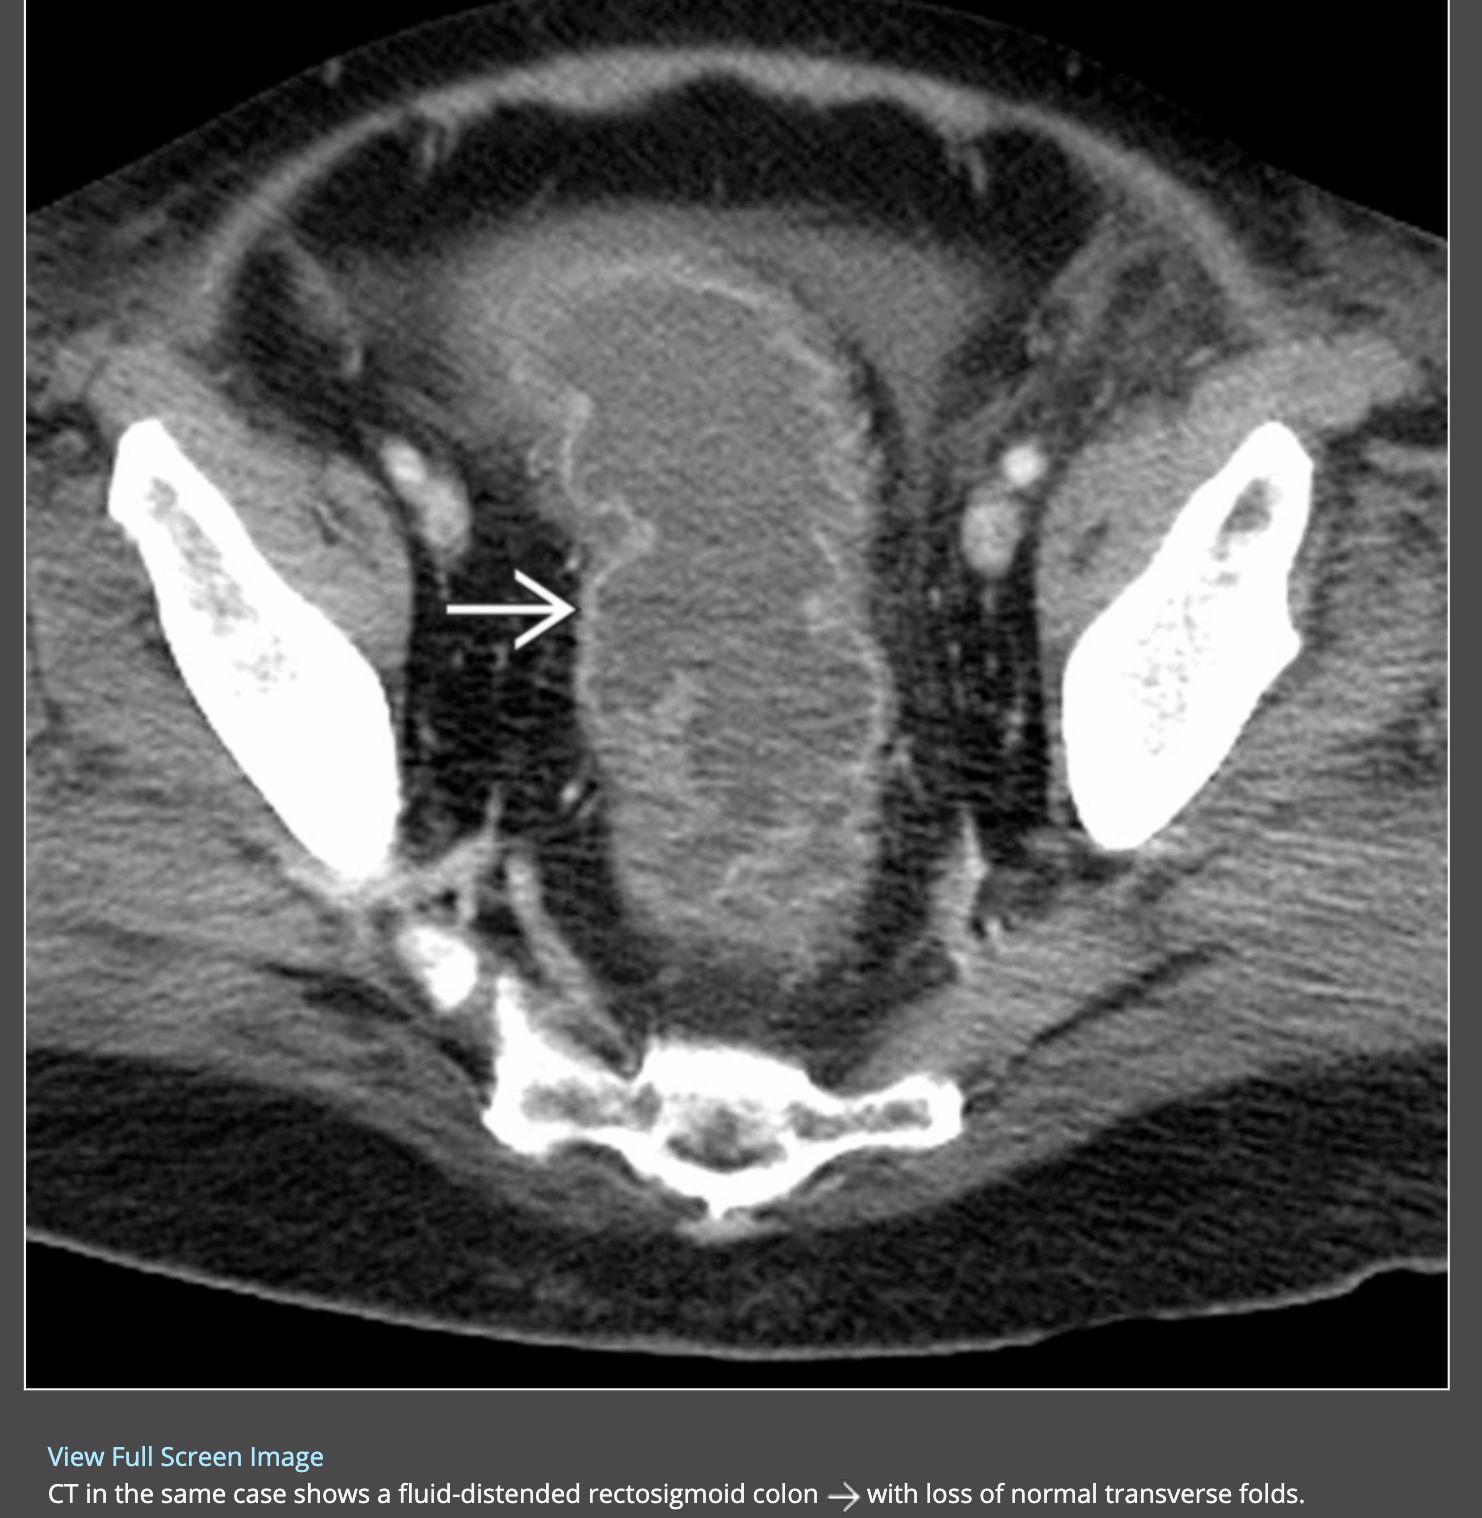 View Full Screen Image
CT in the same case shows a fluid-distended rectosigmoid colon → with loss of normal transverse folds.